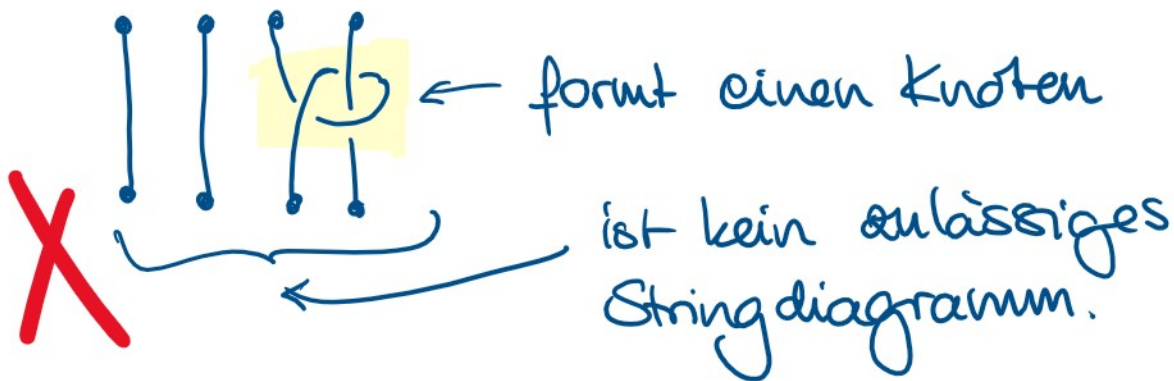 formt einen Knoten
ist kein zulässiges
Stringdiagramm.